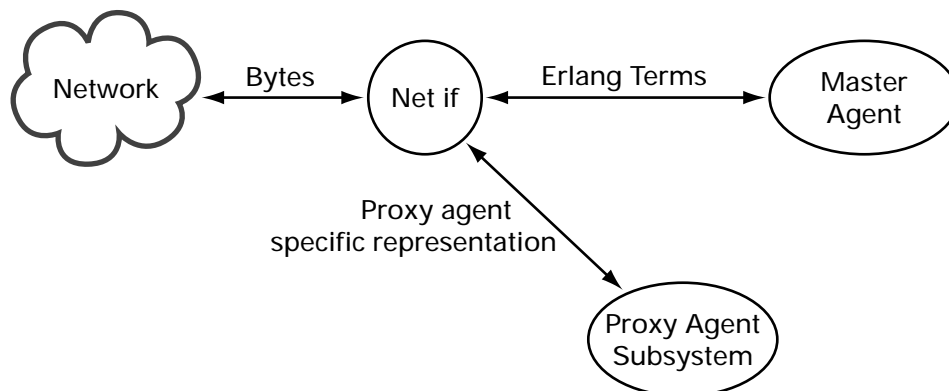 Network
Bytes
Net if
Erlang Terms
Master
Agent
Proxy agent
specific representation
Proxy Agent
Subsystem